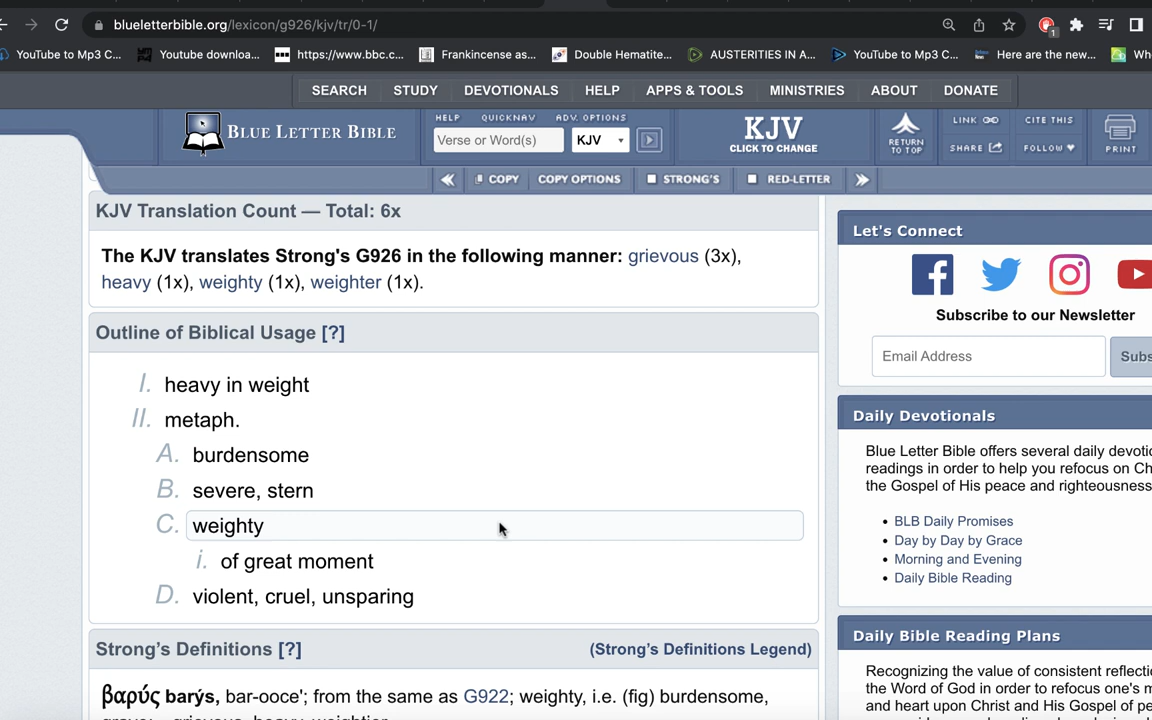 blueletterbible.org/lexicon/g926/kjv/tr/0-1/
1
YouTube to Mp3 C... Youtube downloa... https://www.bbc.c... Frankincense as... Double Hematite... AUSTERITIES IN A... YouTube to Mp3 C... Here are the new...
SEARCH STUDY DEVOTIONALS HELP APPS & TOOLS MINISTRIES ABOUT DONATE
BLUE LETTER BIBLE
HELP QUICKNAV ADV. OPTIONS
Verse or Word(s) KJV
KJV
CLICK TO CHANGE
RETURN
TO TOP
LINK CITE THIS
SHARE FOLLOW
PRINT
COPY COPY OPTIONS STRONG'S RED-LETTER
KJV Translation Count — Total: 6x
The KJV translates Strong's G926 in the following manner: grievous (3x),
heavy (1x), weighty (1x), weighter (1x).
Outline of Biblical Usage [?]
I. heavy in weight
II. metaph.
A. burdensome
B. severe, stern
C. weighty
i. of great moment
D. violent, cruel, unsparing
Strong's Definitions [?] (Strong's Definitions Legend)
βαρύς barýs, bar-ooce'; from the same as G922; weighty, i.e. (fig) burdensome,
Let's Connect
Subscribe to our Newsletter
Email Address Subs
Daily Devotionals
Blue Letter Bible offers several daily devotic
readings in order to help you refocus on Ch
the Gospel of His peace and righteousness
• BLB Daily Promises
• Day by Day by Grace
• Morning and Evening
• Daily Bible Reading
Daily Bible Reading Plans
Recognizing the value of consistent reflecti
the Word of God in order to refocus one's m
and heart upon Christ and His Gospel of pe